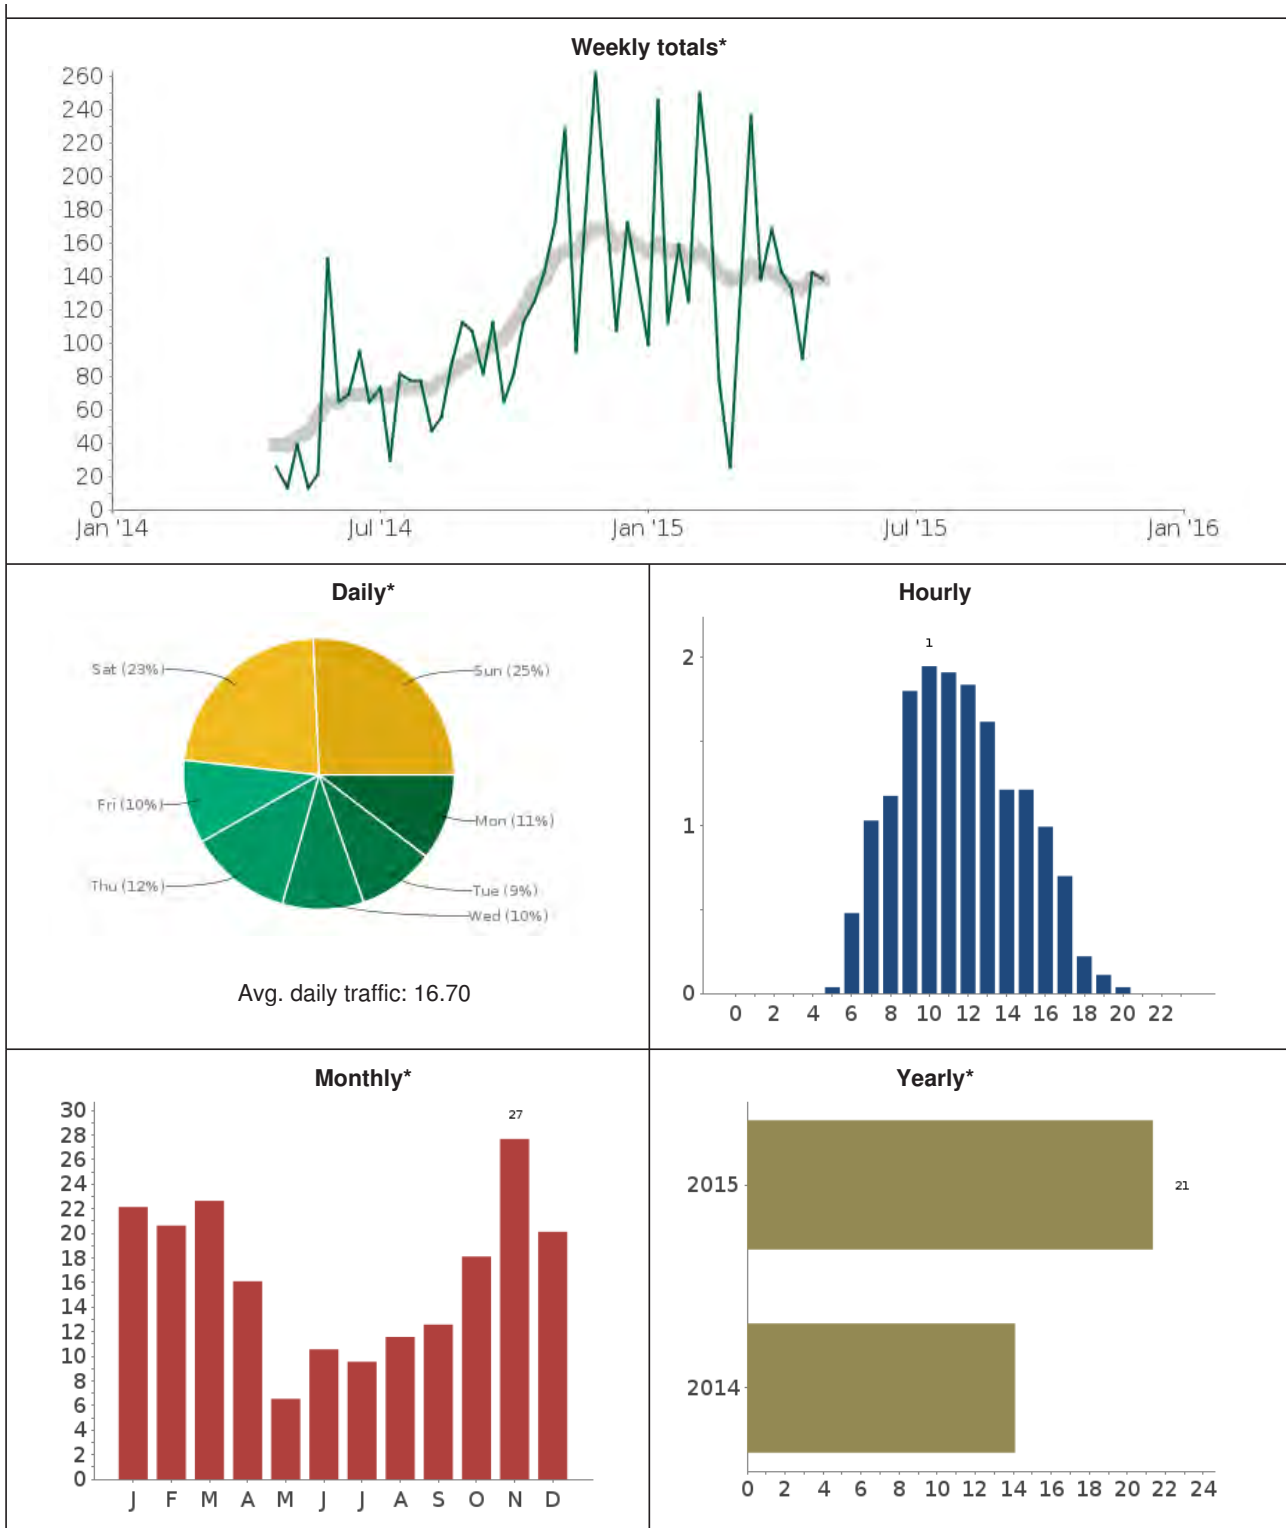 Weekly totals*
260
240
220
200
180
160
140
120
100
80
60
40
20
0
Jan '14 Jul '14 Jan '15 Jul '15 Jan '16
Daily*
Sat (23%)
Sun (25%)
Fri (10%)
Mon (11%)
Thu (12%)
Tue (9%)
Wed (10%)
Avg. daily traffic: 16.70
Hourly
1
2
1
0
0 2 4 6 8 10 12 14 16 18 20 22
Monthly*
27
30
28
26
24
22
20
18
16
14
12
10
8
6
4
2
0
J F M A M J J A S O N D
Yearly*
2015
21
2014
0 2 4 6 8 10 12 14 16 18 20 22 24